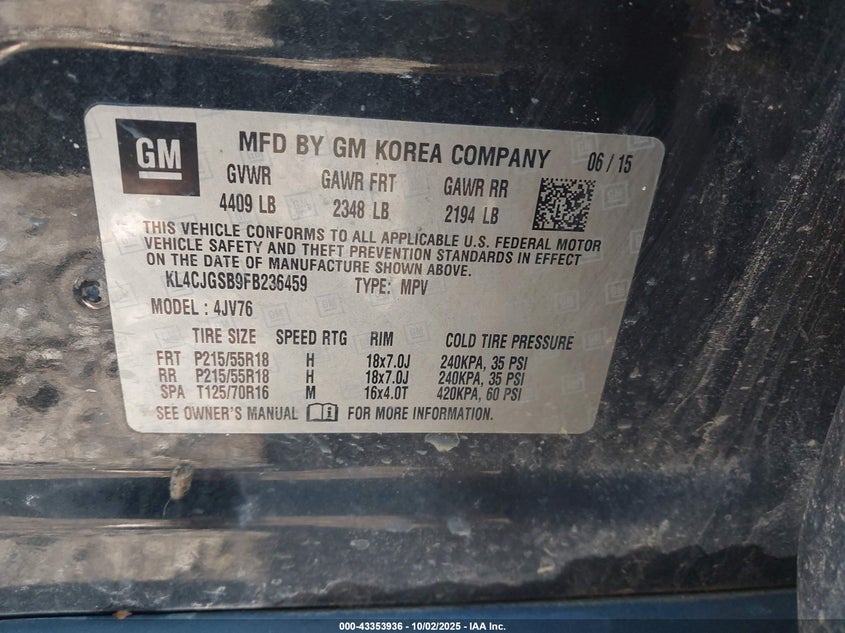 GM
MFD BY GM KOREA COMPANY 06 / 15
GVWR GAWR FRT GAWR RR
4409 LB 2348 LB 2194 LB
THIS VEHICLE CONFORMS TO ALL APPLICABLE U.S. FEDERAL MOTOR
VEHICLE SAFETY AND THEFT PREVENTION STANDARDS IN EFFECT
ON THE DATE OF MANUFACTURE SHOWN ABOVE.
KL4CJGSB9FB236459 TYPE: MPV
MODEL : 4JV76
TIRE SIZE SPEED RTG RIM COLD TIRE PRESSURE
FRT P215/55R18 H 18x7.0J 240KPA, 35 PSI
RR P215/55R18 H 18x7.0J 240KPA, 35 PSI
SPA T125/70R16 M 16x4.0T 420KPA, 60 PSI
SEE OWNER'S MANUAL FOR MORE INFORMATION.
000-43353936 - 10/02/2025 - IAA Inc.